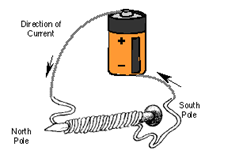 Direction of
Current
+
-
South
Pole
North
Pole